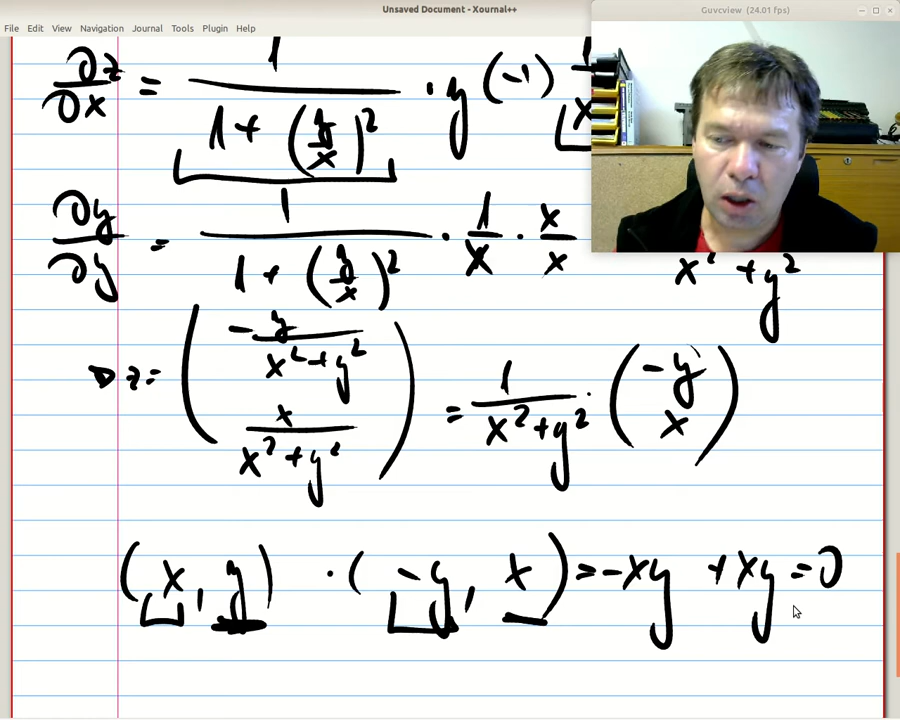 Unsaved Document - Xournal++
Guvcview (24.01 fps)
File Edit View Navigation Journal Tools Plugin Help
∂z/∂x = 1/(1 + (y/x)²) · y (-1) 1/x
∂y/∂y = 1/(1 + (y/x)²) · 1/x · x/x
x² + y²
∇z = (-y/(x² + y²), x/(x² + y²)) = 1/(x² + y²) · (-y, x)
(x, y) · (-y, x) = -xy + xy = 0